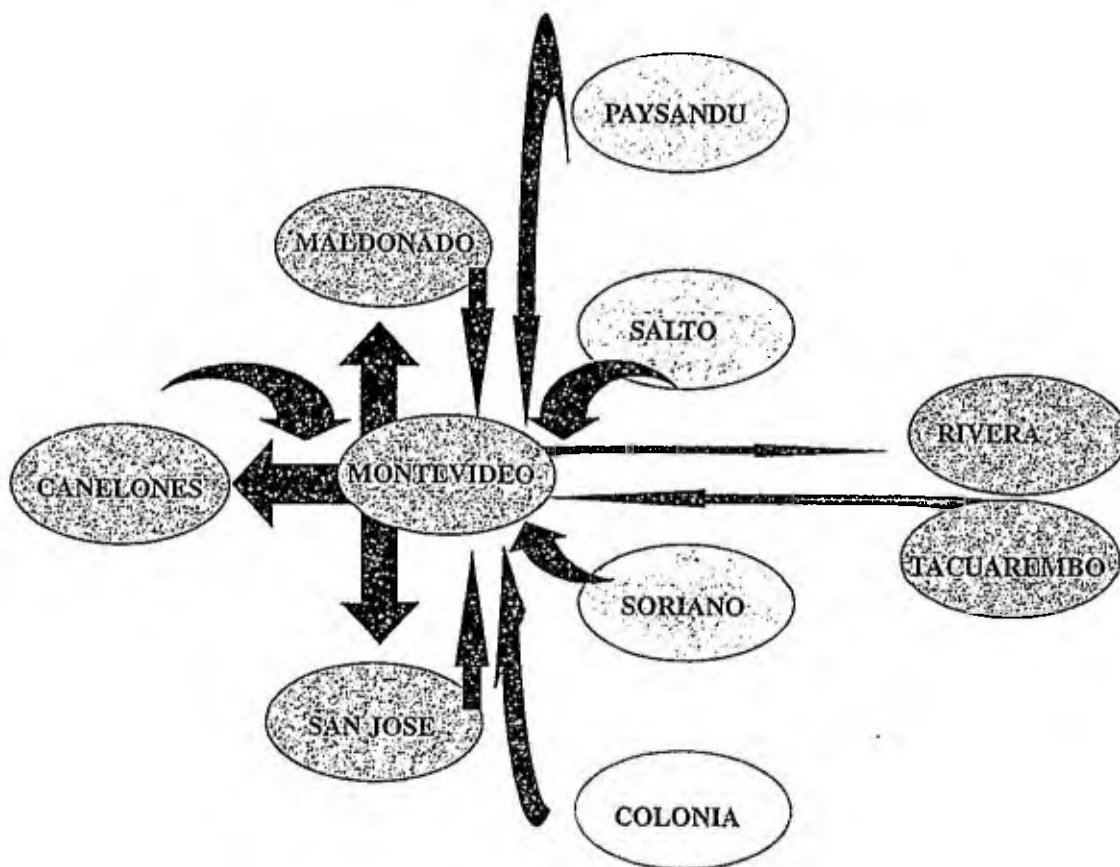 PAYSANDU
MALDONADO
SALTO
RIVERA
CANELONES
MONTEVIDEO
TACUAREMBO
SORIANO
SAN JOSE
COLONIA